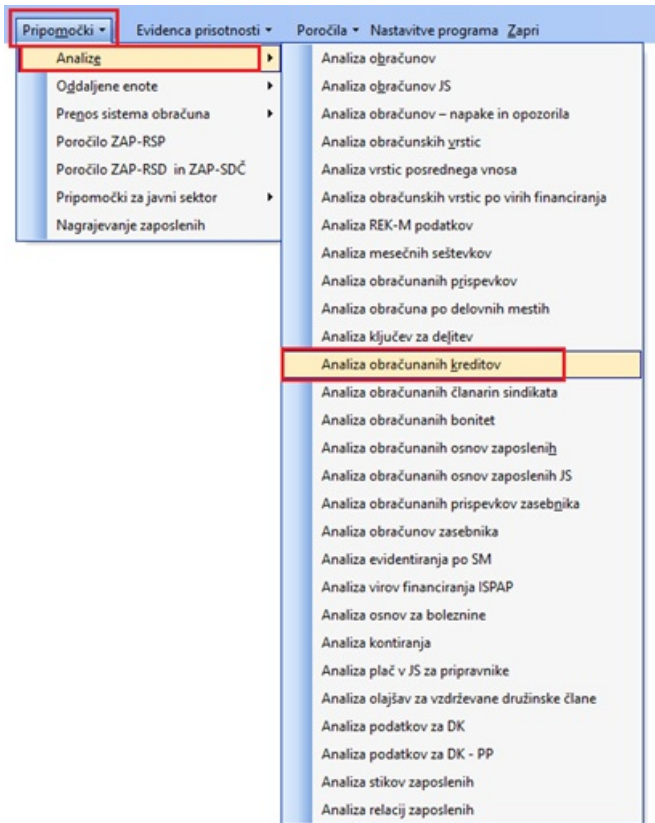 Pripomočki Evidenca prisotnosti Poročila Nastavitve programa Zapri
Analize
Oddaljene enote
Prenos sistema obračuna
Poročilo ZAP-RSP
Poročilo ZAP-RSD in ZAP-SDČ
Pripomočki za javni sektor
Nagrajevanje zaposlenih
Analiza obračunov
Analiza obračunov JS
Analiza obračunov – napake in opozorila
Analiza obračunskih vrstic
Analiza vrstic posrednega vnosa
Analiza obračunskih vrstic po virih financiranja
Analiza REK-M podatkov
Analiza mesečnih seštevkov
Analiza obračunanih prispevkov
Analiza obračuna po delovnih mestih
Analiza ključev za delitev
Analiza obračunanih kreditov
Analiza obračunanih članarin sindikata
Analiza obračunanih bonitet
Analiza obračunanih osnov zaposlenih
Analiza obračunanih osnov zaposlenih JS
Analiza obračunanih prispevkov zasebnika
Analiza obračunov zasebnika
Analiza evidentiranja po SM
Analiza virov financiranja ISPAP
Analiza osnov za boleznine
Analiza kontiranja
Analiza plač v JS za pripravnike
Analiza olajšav za vzdrževane družinske člane
Analiza podatkov za DK
Analiza podatkov za DK - PP
Analiza stikov zaposlenih
Analiza relacij zaposlenih